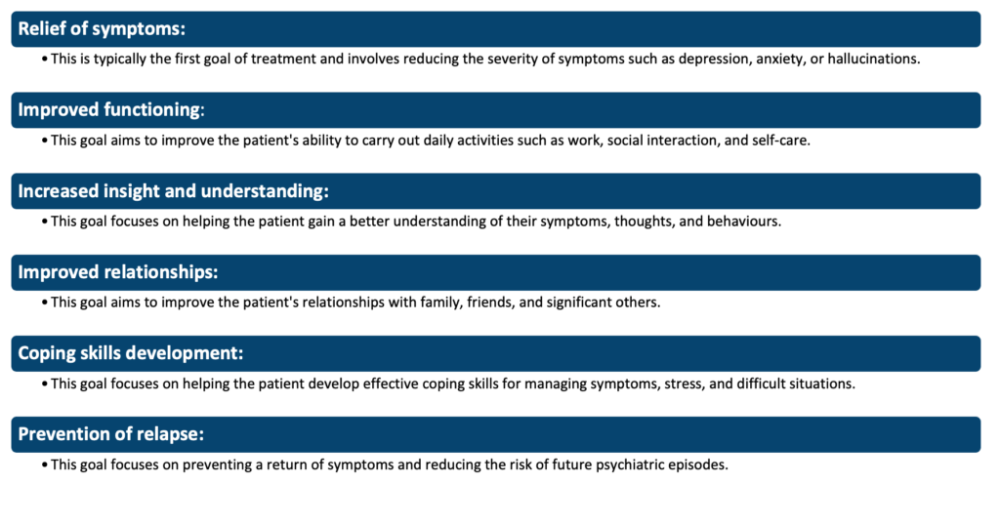 Relief of symptoms:
• This is typically the first goal of treatment and involves reducing the severity of symptoms such as depression, anxiety, or hallucinations.
Improved functioning:
• This goal aims to improve the patient's ability to carry out daily activities such as work, social interaction, and self-care.
Increased insight and understanding:
• This goal focuses on helping the patient gain a better understanding of their symptoms, thoughts, and behaviours.
Improved relationships:
• This goal aims to improve the patient's relationships with family, friends, and significant others.
Coping skills development:
• This goal focuses on helping the patient develop effective coping skills for managing symptoms, stress, and difficult situations.
Prevention of relapse:
• This goal focuses on preventing a return of symptoms and reducing the risk of future psychiatric episodes.